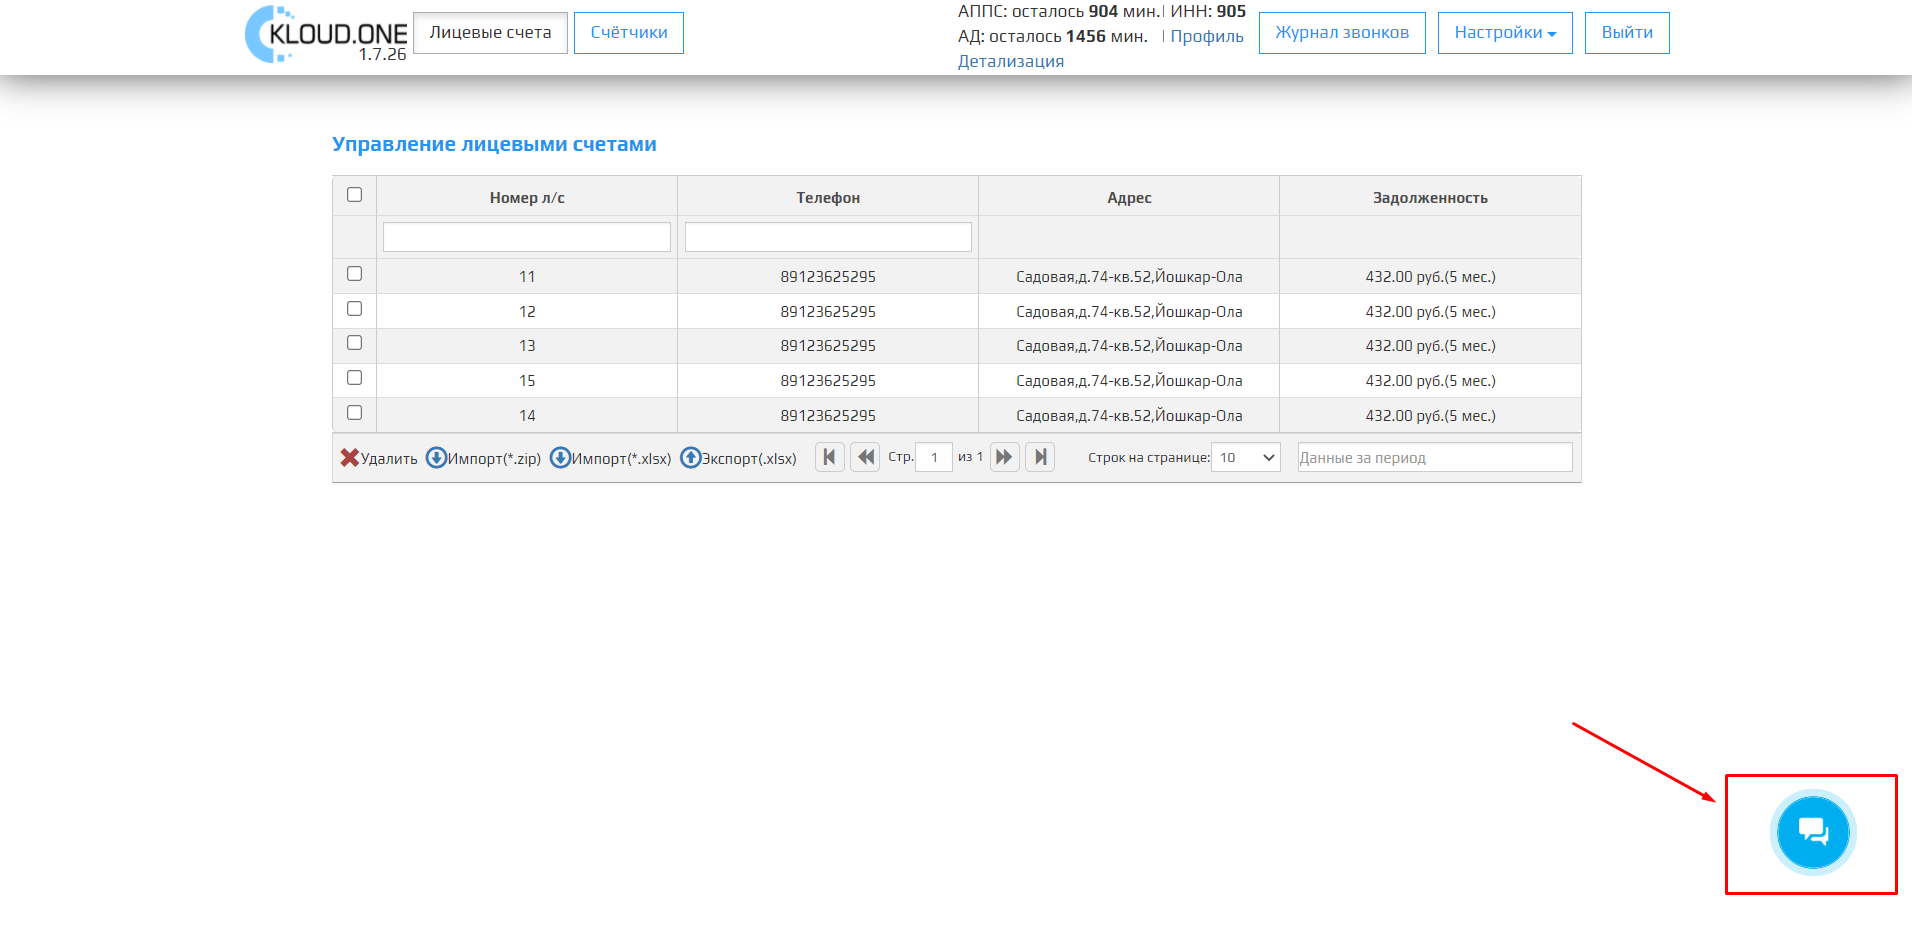 KLOUD.ONE
1.7.26
Лицевые счета
Счётчики
АППС: осталось 904 мин.| ИНН: 905
АД: осталось 1456 мин. | Профиль
Детализация
Журнал звонков
Настройки
Выйти
Управление лицевыми счетами
Номер л/с Телефон Адрес Задолженность
11 89123625295 Садовая,д.74-кв.52,Йошкар-Ола 432.00 руб.(5 мес.)
12 89123625295 Садовая,д.74-кв.52,Йошкар-Ола 432.00 руб.(5 мес.)
13 89123625295 Садовая,д.74-кв.52,Йошкар-Ола 432.00 руб.(5 мес.)
15 89123625295 Садовая,д.74-кв.52,Йошкар-Ола 432.00 руб.(5 мес.)
14 89123625295 Садовая,д.74-кв.52,Йошкар-Ола 432.00 руб.(5 мес.)
Удалить Импорт(*.zip) Импорт(*.xlsx) Экспорт(.xlsx) Стр. 1 из 1 Строк на странице: 10 Данные за период